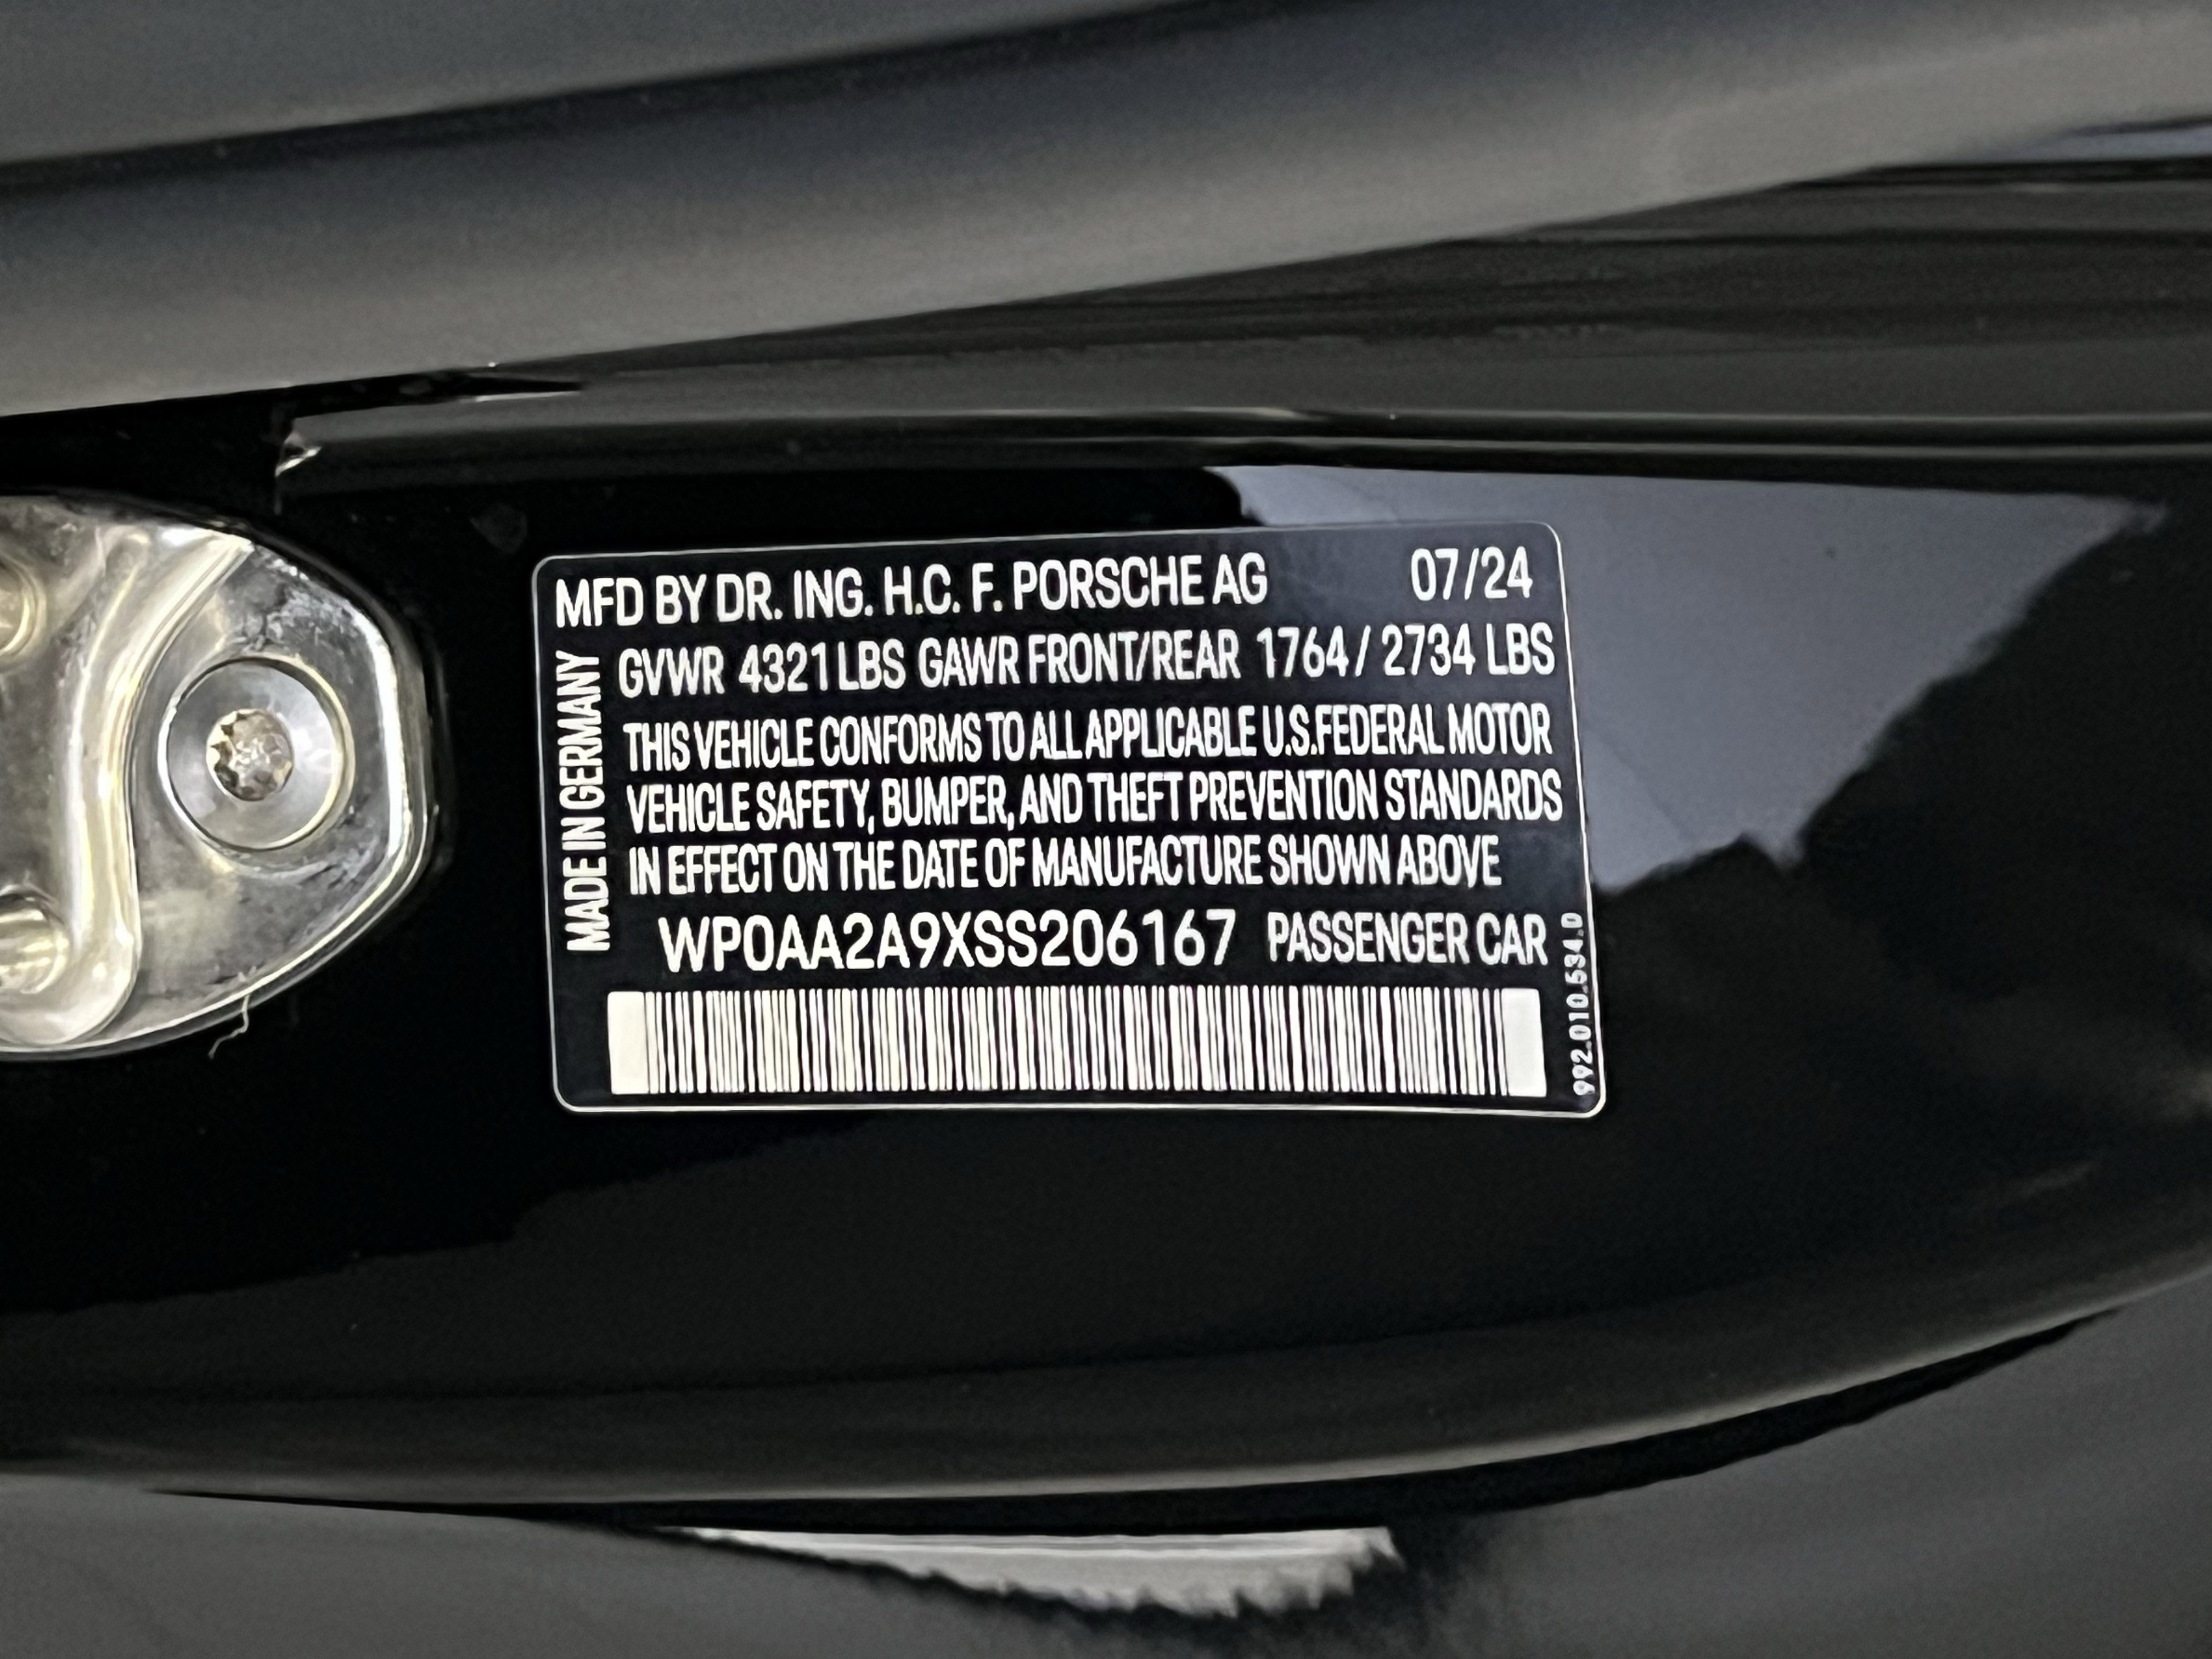 MFD BY DR. ING. H.C. F. PORSCHE AG 07/24
GVWR 4321 LBS GAWR FRONT/REAR 1764 / 2734 LBS
THIS VEHICLE CONFORMS TO ALL APPLICABLE U.S.FEDERAL MOTOR
VEHICLE SAFETY, BUMPER, AND THEFT PREVENTION STANDARDS
IN EFFECT ON THE DATE OF MANUFACTURE SHOWN ABOVE
WP0AA2A9XSS206167 PASSENGER CAR
MADE IN GERMANY
992.010.534.D